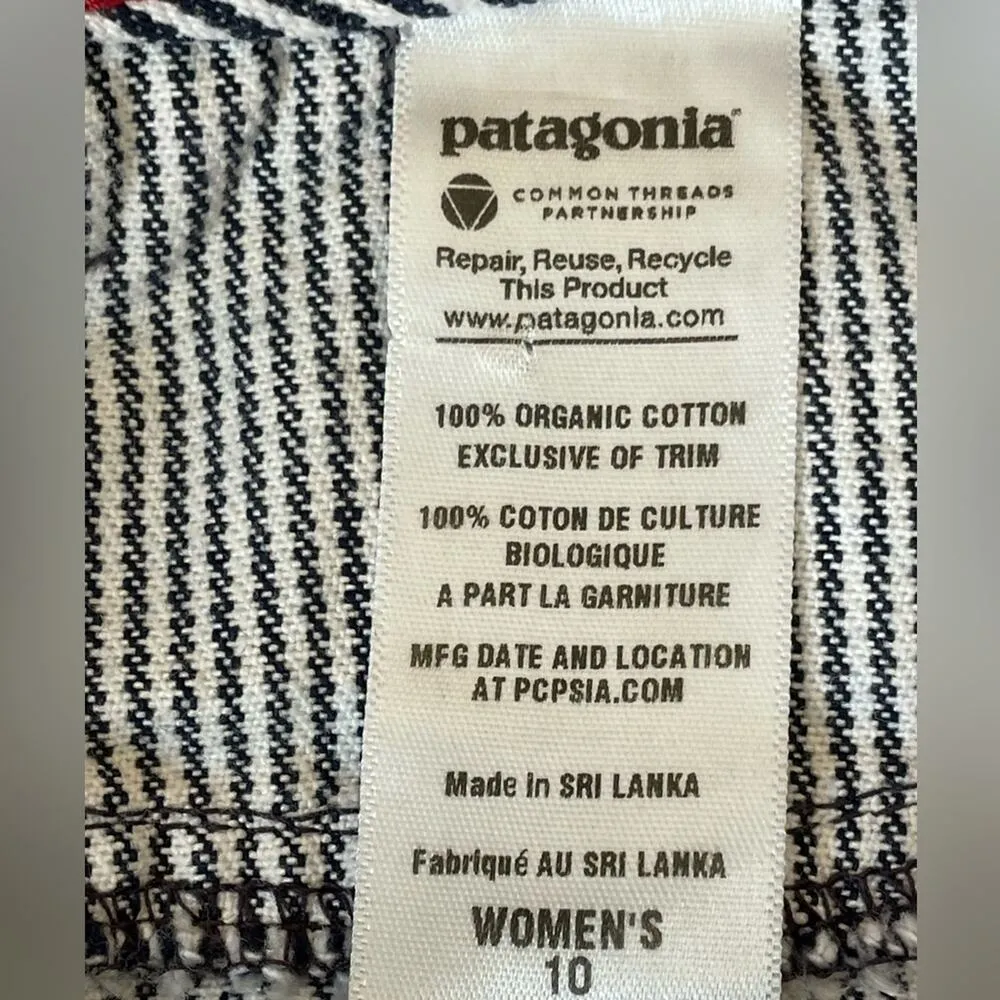 patagonia
COMMON THREADS
PARTNERSHIP
Repair, Reuse, Recycle
This Product
www.patagonia.com
100% ORGANIC COTTON
EXCLUSIVE OF TRIM
100% COTON DE CULTURE
BIOLOGIQUE
A PART LA GARNITURE
MFG DATE AND LOCATION
AT PCPSIA.COM
Made in SRI LANKA
Fabriqué AU SRI LANKA
WOMEN'S
10